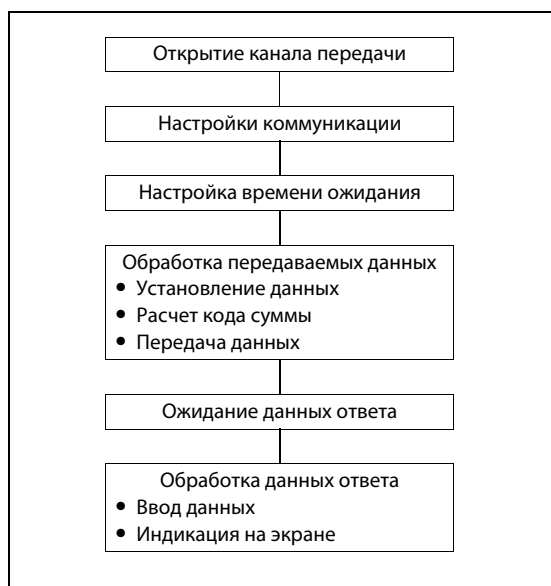 Открытие канала передачи
Настройки коммуникации
Настройка времени ожидания
Обработка передаваемых данных
• Установление данных
• Расчет кода суммы
• Передача данных
Ожидание данных ответа
Обработка данных ответа
• Ввод данных
• Индикация на экране